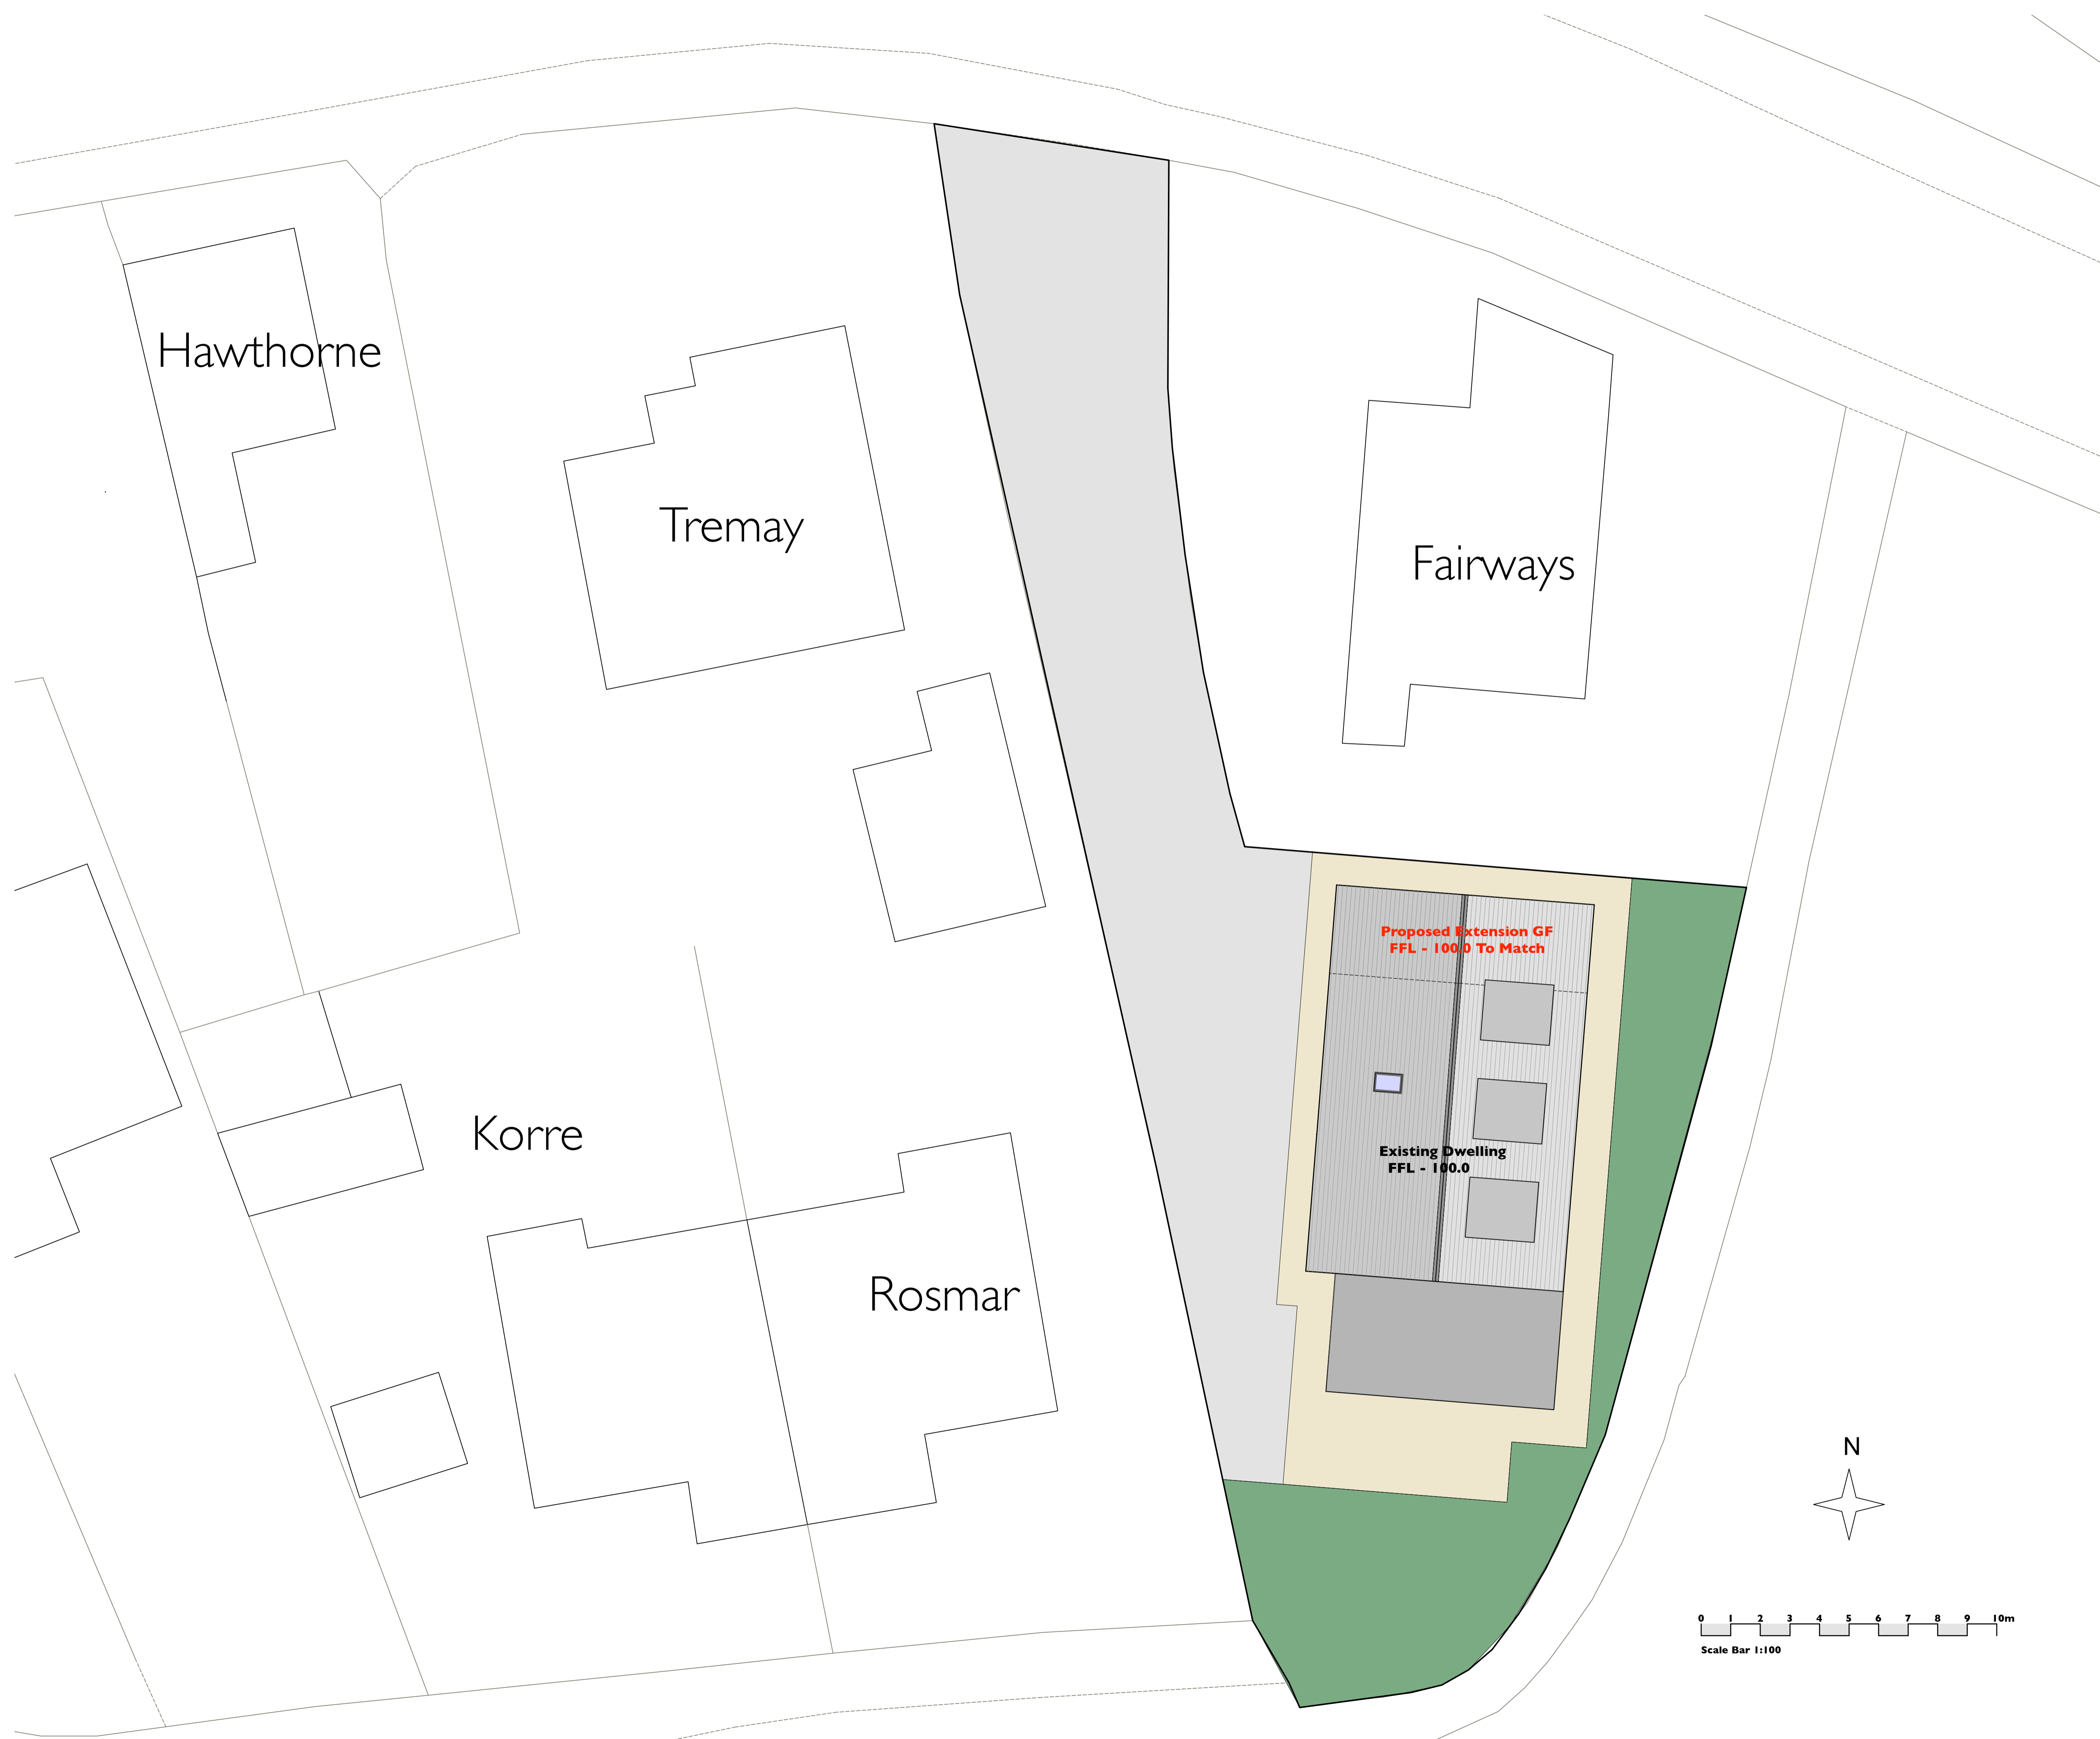 Hawthorne
Tremay
Fairways
Proposed Extension GF
FFL - 100.0 To Match
Korre
Existing Dwelling
FFL - 100.0
Rosmar
N
0 1 2 3 4 5 6 7 8 9 10m
Scale Bar 1:100